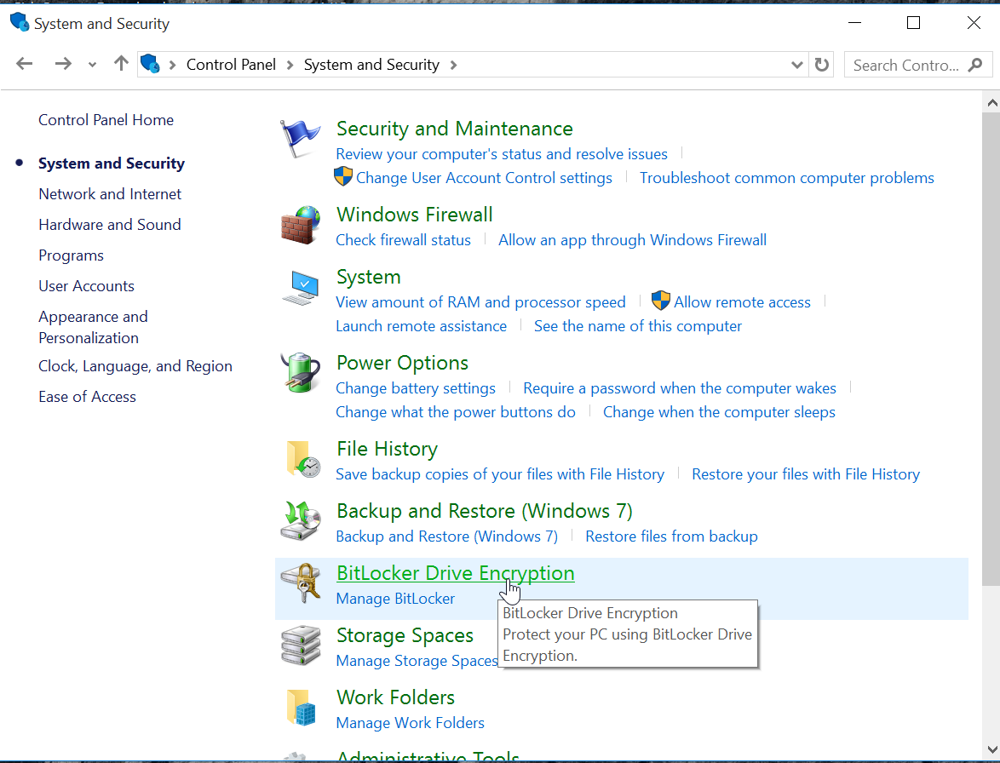 System and Security
Control Panel > System and Security >
Search Contro...
Control Panel Home
System and Security
Network and Internet
Hardware and Sound
Programs
User Accounts
Appearance and
Personalization
Clock, Language, and Region
Ease of Access
Security and Maintenance
Review your computer's status and resolve issues
Change User Account Control settings
Troubleshoot common computer problems
Windows Firewall
Check firewall status
Allow an app through Windows Firewall
System
View amount of RAM and processor speed
Allow remote access
Launch remote assistance
See the name of this computer
Power Options
Change battery settings
Require a password when the computer wakes
Change what the power buttons do
Change when the computer sleeps
File History
Save backup copies of your files with File History
Restore your files with File History
Backup and Restore (Windows 7)
Backup and Restore (Windows 7)
Restore files from backup
BitLocker Drive Encryption
Manage BitLocker
BitLocker Drive Encryption
Protect your PC using BitLocker Drive
Encryption.
Storage Spaces
Manage Storage Spaces
Work Folders
Manage Work Folders
Administrative Tools